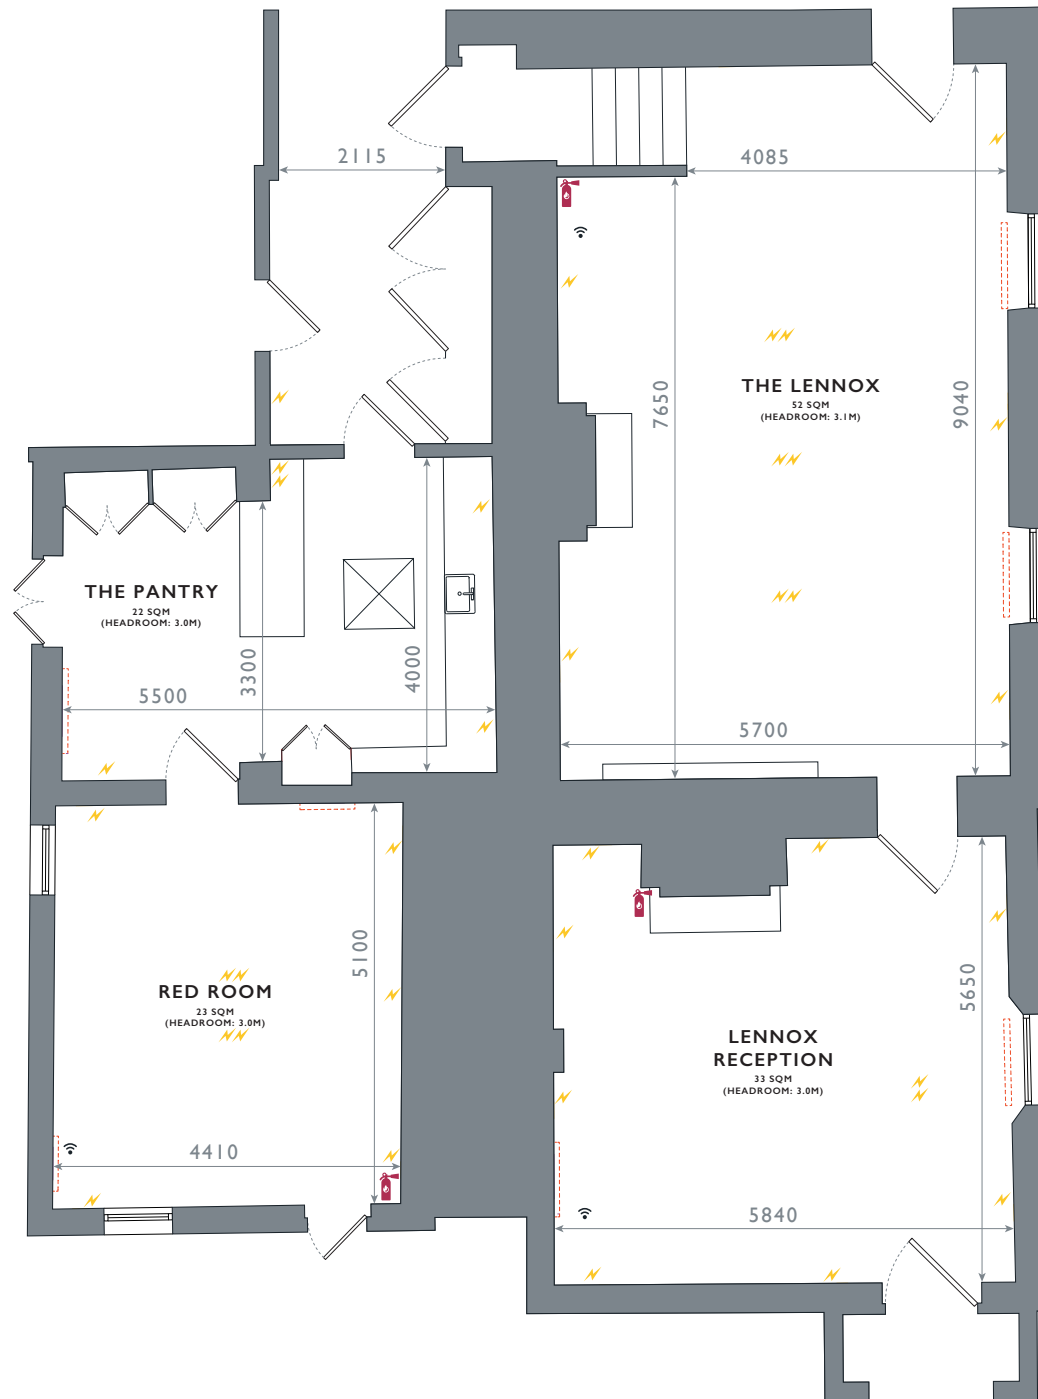 2115
4085
7650
THE LENNOX
52 SQM
(HEADROOM: 3.1M)
9040
THE PANTRY
22 SQM
(HEADROOM: 3.0M)
3300
4000
5500
5700
5100
RED ROOM
23 SQM
(HEADROOM: 3.0M)
5650
LENNOX
RECEPTION
33 SQM
(HEADROOM: 3.0M)
4410
5840